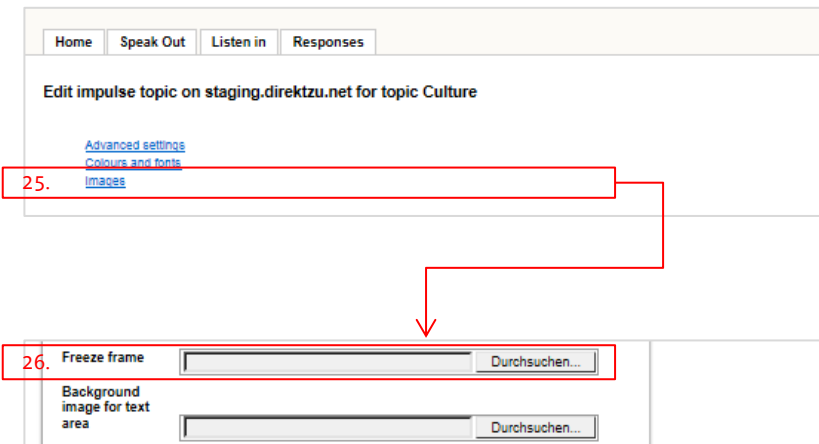 Home Speak Out Listen in Responses
Edit impulse topic on staging.direktzu.net for topic Culture
Advanced settings
Colours and fonts
25. Images
26. Freeze frame Durchsuchen...
Background
image for text
area Durchsuchen...